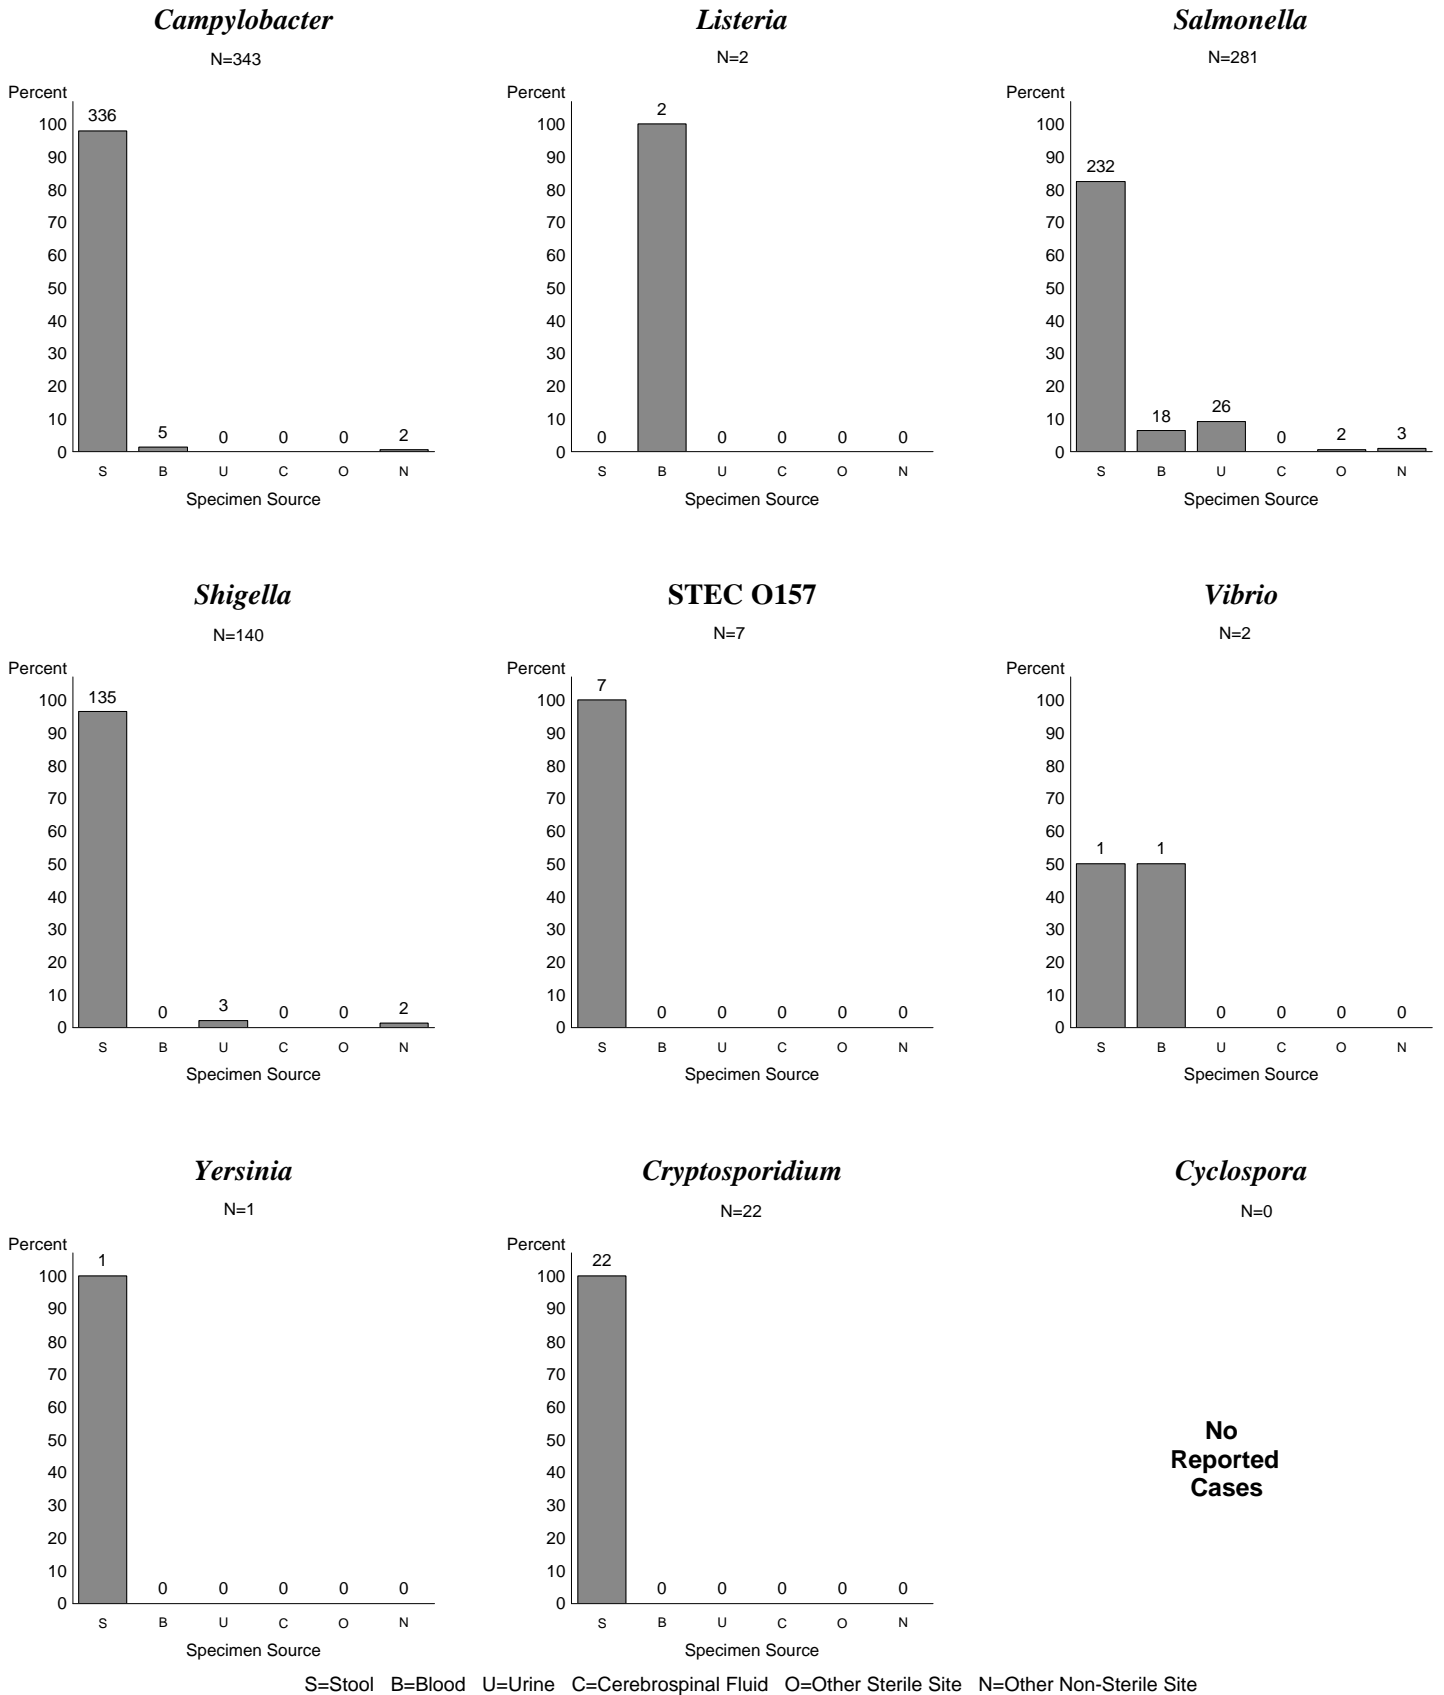 Campylobacter
N=343
Percent
100
90
80
70
60
50
40
30
20
10
0
336
5
0
0
0
2
S B U C O N
Specimen Source
Listeria
N=2
Percent
100
90
80
70
60
50
40
30
20
10
0
0
2
0
0
0
0
S B U C O N
Specimen Source
Salmonella
N=281
Percent
100
90
80
70
60
50
40
30
20
10
0
232
18
26
0
2
3
S B U C O N
Specimen Source
Shigella
N=140
Percent
100
90
80
70
60
50
40
30
20
10
0
135
0
3
0
0
2
S B U C O N
Specimen Source
STEC O157
N=7
Percent
100
90
80
70
60
50
40
30
20
10
0
7
0
0
0
0
0
S B U C O N
Specimen Source
Vibrio
N=2
Percent
100
90
80
70
60
50
40
30
20
10
0
1
1
0
0
0
0
S B U C O N
Specimen Source
Yersinia
N=1
Percent
100
90
80
70
60
50
40
30
20
10
0
1
0
0
0
0
0
S B U C O N
Specimen Source
Cryptosporidium
N=22
Percent
100
90
80
70
60
50
40
30
20
10
0
22
0
0
0
0
0
S B U C O N
Specimen Source
Cyclospora
N=0
No
Reported
Cases
S=Stool B=Blood U=Urine C=Cerebrospinal Fluid O=Other Sterile Site N=Other Non-Sterile Site